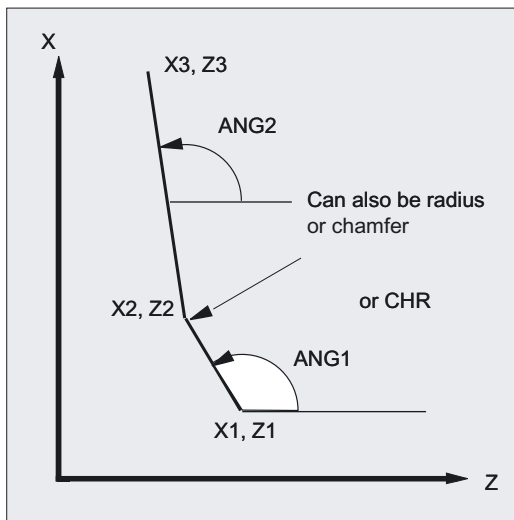 X
X3, Z3
ANG2
Can also be radius
or chamfer
X2, Z2
or CHR
ANG1
X1, Z1
Z